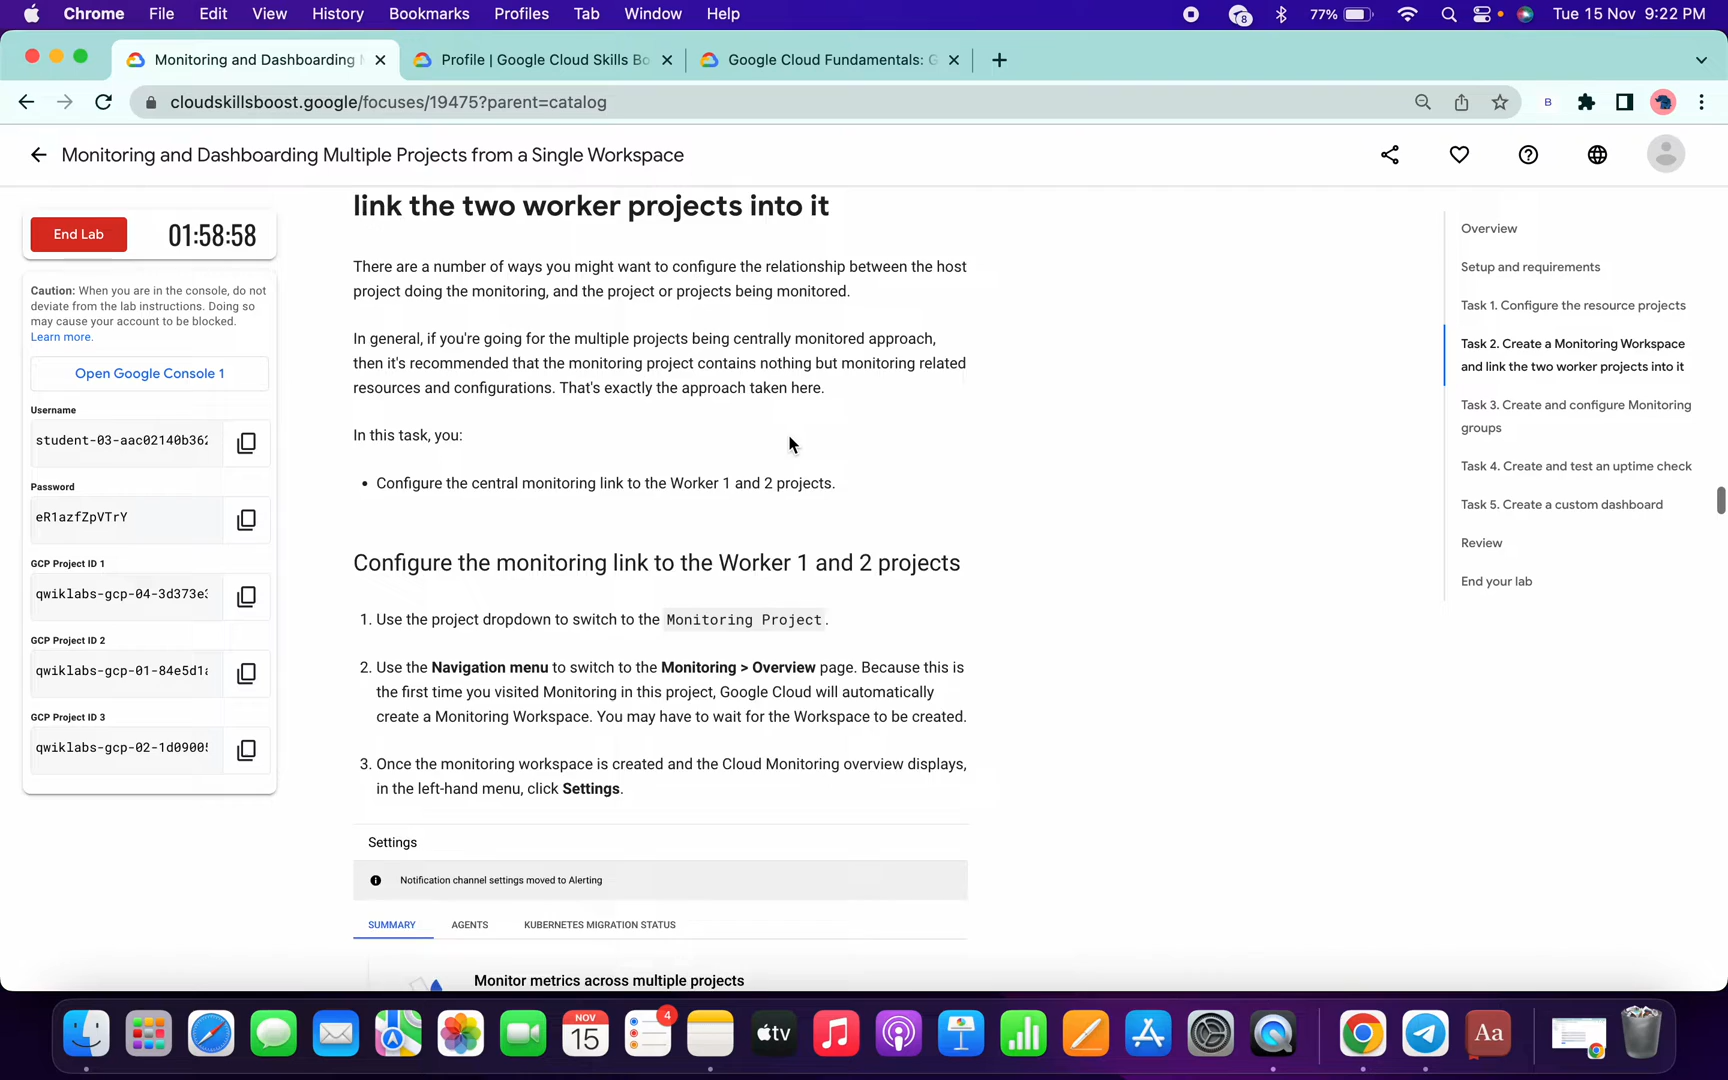 Chrome File Edit View History Bookmarks Profiles Tab Window Help 8 77% Tue 15 Nov 9:22 PM
Monitoring and Dashboarding Profile | Google Cloud Skills Bo Google Cloud Fundamentals: G
cloudskillsboost.google/focuses/19475?parent=catalog B
Monitoring and Dashboarding Multiple Projects from a Single Workspace
End Lab 01:58:58
Caution: When you are in the console, do not
deviate from the lab instructions. Doing so
may cause your account to be blocked.
Learn more.
Open Google Console 1
Username
student-03-aac02140b362
Password
eR1azfZpVTrY
GCP Project ID 1
qwiklabs-gcp-04-3d373e3
GCP Project ID 2
qwiklabs-gcp-01-84e5d1a
GCP Project ID 3
qwiklabs-gcp-02-1d09005
link the two worker projects into it
There are a number of ways you might want to configure the relationship between the host
project doing the monitoring, and the project or projects being monitored.
In general, if you're going for the multiple projects being centrally monitored approach,
then it's recommended that the monitoring project contains nothing but monitoring related
resources and configurations. That's exactly the approach taken here.
In this task, you:
• Configure the central monitoring link to the Worker 1 and 2 projects.
Configure the monitoring link to the Worker 1 and 2 projects
1. Use the project dropdown to switch to the Monitoring Project.
2. Use the Navigation menu to switch to the Monitoring > Overview page. Because this is
the first time you visited Monitoring in this project, Google Cloud will automatically
create a Monitoring Workspace. You may have to wait for the Workspace to be created.
3. Once the monitoring workspace is created and the Cloud Monitoring overview displays,
in the left-hand menu, click Settings.
Settings
Notification channel settings moved to Alerting
SUMMARY AGENTS KUBERNETES MIGRATION STATUS
Monitor metrics across multiple projects
Overview
Setup and requirements
Task 1. Configure the resource projects
Task 2. Create a Monitoring Workspace
and link the two worker projects into it
Task 3. Create and configure Monitoring
groups
Task 4. Create and test an uptime check
Task 5. Create a custom dashboard
Review
End your lab
NOV
15
4
tv
Aa